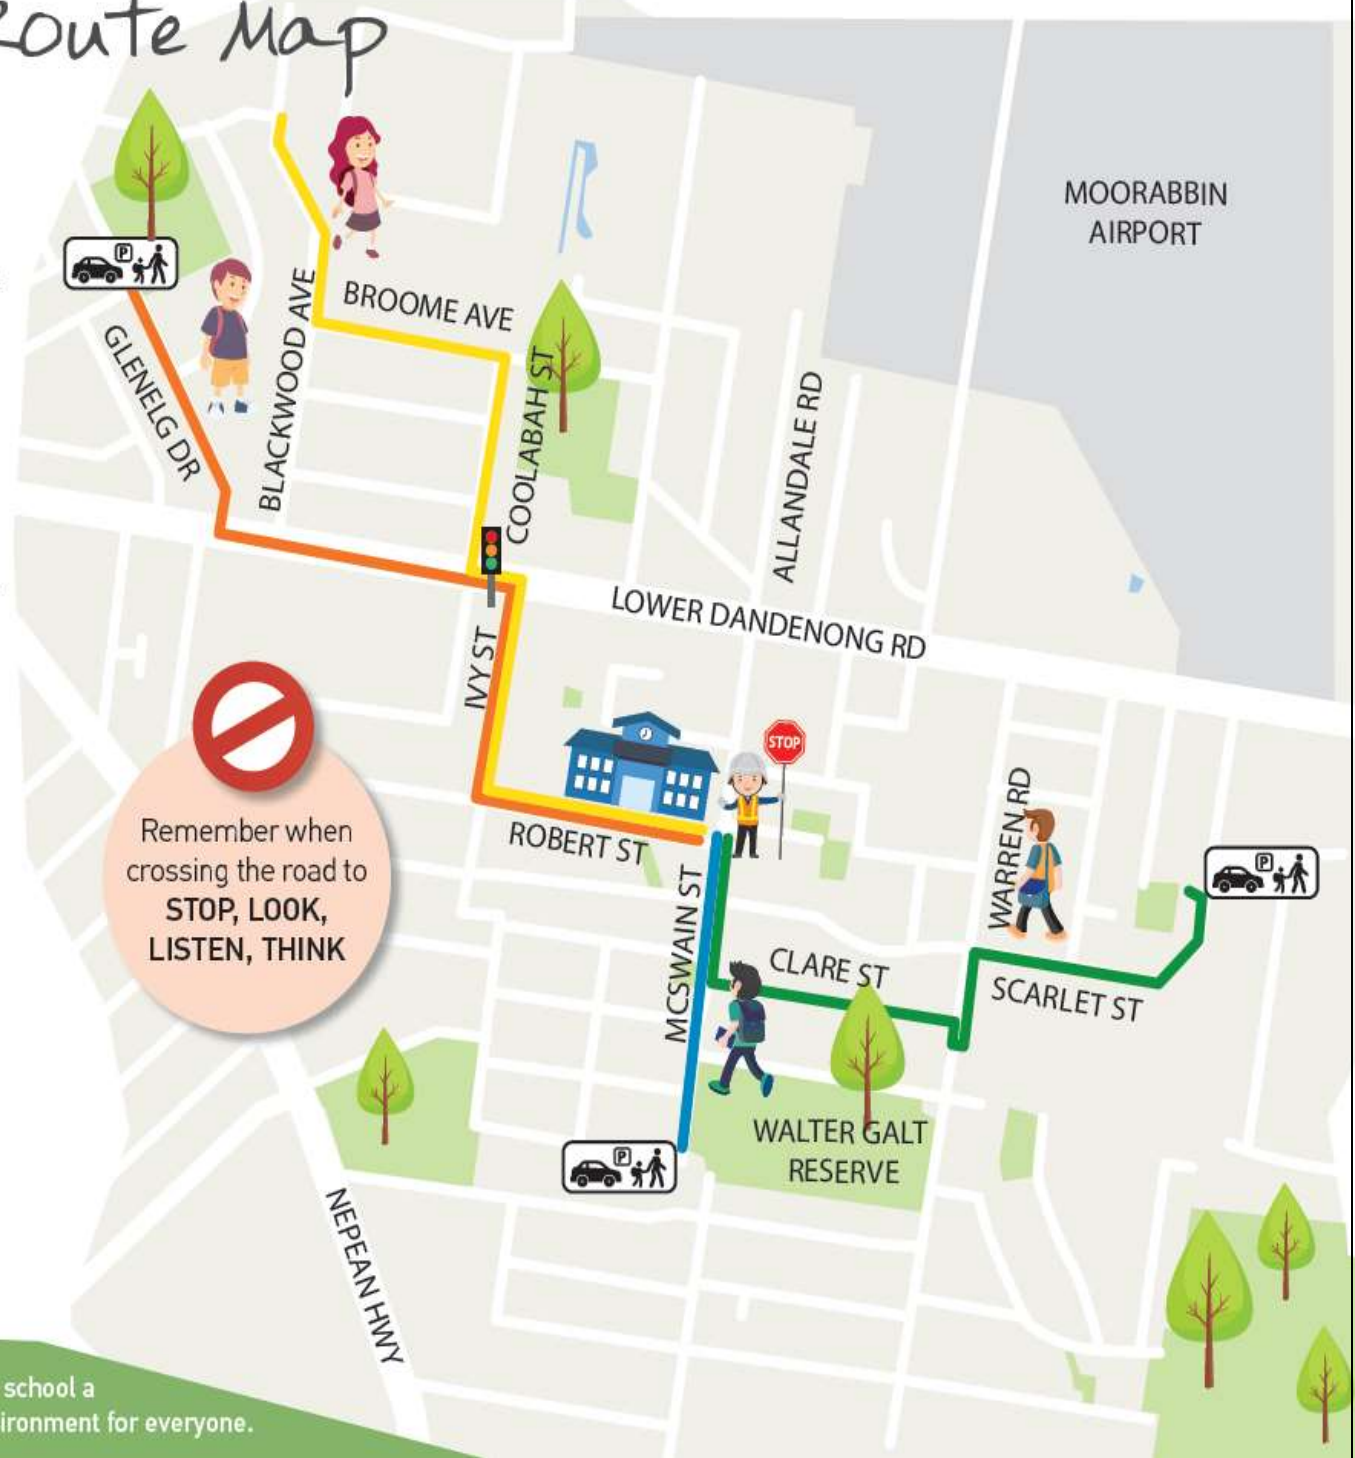 Route Map
MOORABBIN
AIRPORT
P
BROOME AVE
BLACKWOOD AVE
GLENELG DR
COOLABAH ST
ALLANDALE RD
LOWER DANDENONG RD
IVY ST
STOP
Remember when
crossing the road to
STOP, LOOK,
LISTEN, THINK
ROBERT ST
WARREN RD
P
MCSWAIN ST
CLARE ST
SCARLET ST
WALTER GALT
RESERVE
P
NEPEAN HWY
school a
ironment for everyone.